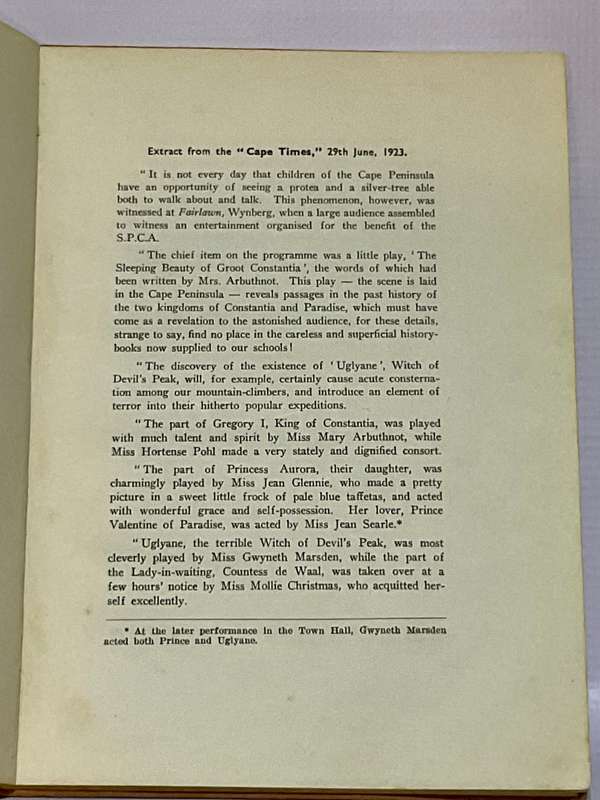 Extract from the "Cape Times," 29th June, 1923.
"It is not every day that children of the Cape Peninsula
have an opportunity of seeing a protea and a silver-tree able
both to walk about and talk. This phenomenon, however, was
witnessed at Fairlawn, Wynberg, when a large audience assembled
to witness an entertainment organised for the benefit of the
S.P.C.A.
"The chief item on the programme was a little play, 'The
Sleeping Beauty of Groot Constantia', the words of which had
been written by Mrs. Arbuthnot. This play — the scene is laid
in the Cape Peninsula — reveals passages in the past history of
the two kingdoms of Constantia and Paradise, which must have
come as a revelation to the astonished audience, for these details,
strange to say, find no place in the careless and superficial history-
books now supplied to our schools!
"The discovery of the existence of 'Uglyane', Witch of
Devil's Peak, will, for example, certainly cause acute consterna-
tion among our mountain-climbers, and introduce an element of
terror into their hitherto popular expeditions.
"The part of Gregory I, King of Constantia, was played
with much talent and spirit by Miss Mary Arbuthnot, while
Miss Hortense Pohl made a very stately and dignified consort.
"The part of Princess Aurora, their daughter, was
charmingly played by Miss Jean Glennie, who made a pretty
picture in a sweet little frock of pale blue taffetas, and acted
with wonderful grace and self-possession. Her lover, Prince
Valentine of Paradise, was acted by Miss Jean Searle.*
"Uglyane, the terrible Witch of Devil's Peak, was most
cleverly played by Miss Gwyneth Marsden, while the part of
the Lady-in-waiting, Countess de Waal, was taken over at a
few hours' notice by Miss Mollie Christmas, who acquitted her-
self excellently.
* At the later performance in the Town Hall, Gwyneth Marsden
acted both Prince and Uglyane.